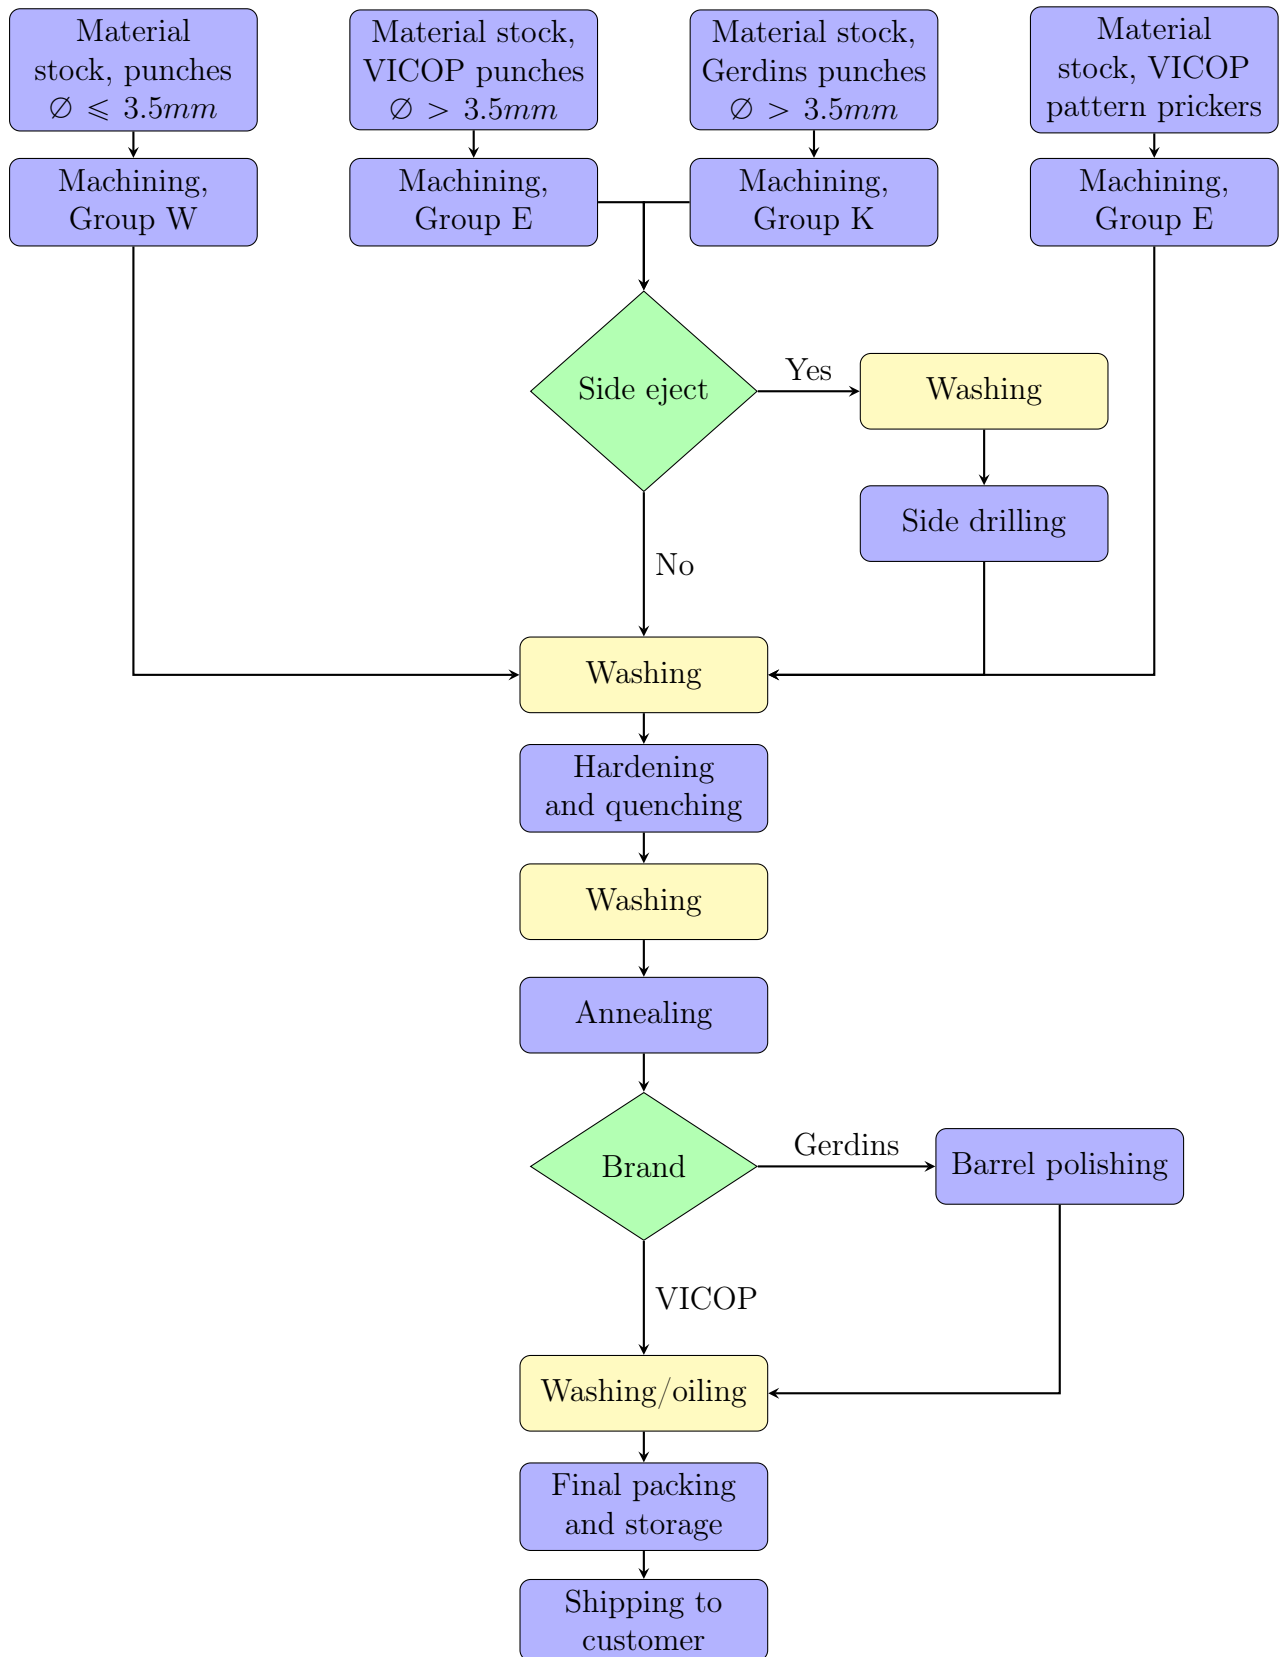 Material
stock, punches
∅ ⩽ 3.5mm
Material stock,
VICOP punches
∅ > 3.5mm
Material stock,
Gerdins punches
∅ > 3.5mm
Material
stock, VICOP
pattern prickers
Machining,
Group W
Machining,
Group E
Machining,
Group K
Machining,
Group E
Side eject
Yes
Washing
Side drilling
No
Washing
Hardening
and quenching
Washing
Annealing
Brand
Gerdins
Barrel polishing
VICOP
Washing/oiling
Final packing
and storage
Shipping to
customer